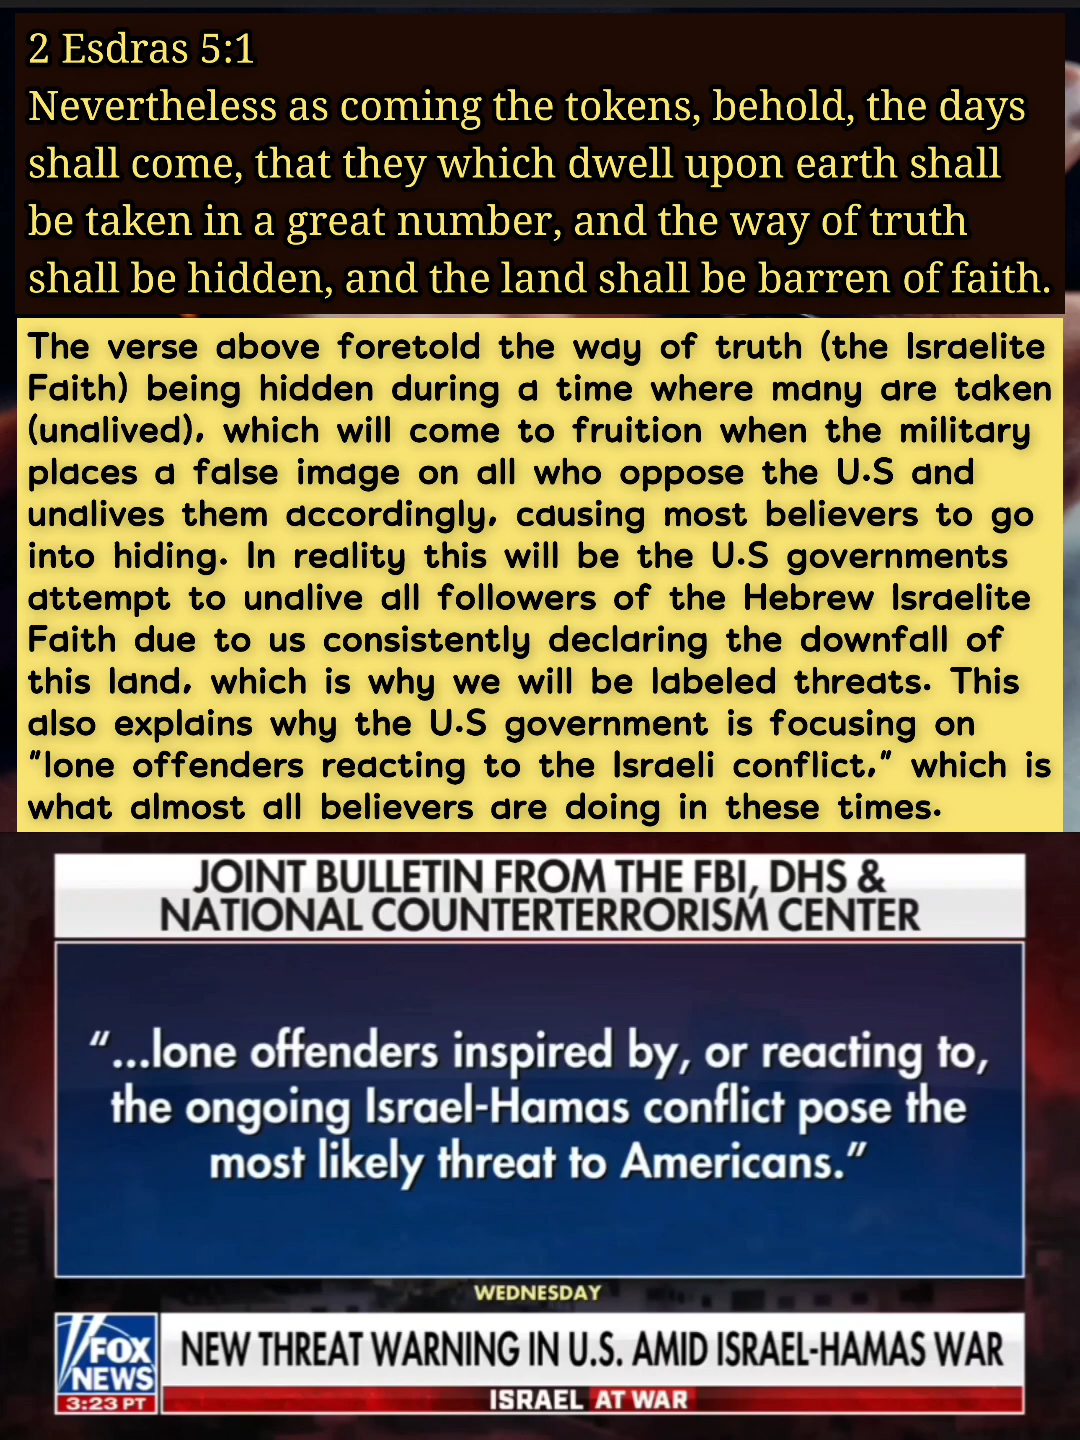 2 Esdras 5:1
Nevertheless as coming the tokens, behold, the days
shall come, that they which dwell upon earth shall
be taken in a great number, and the way of truth
shall be hidden, and the land shall be barren of faith.
The verse above foretold the way of truth (the Israelite
Faith) being hidden during a time where many are taken
(unalived), which will come to fruition when the military
places a false image on all who oppose the U.S and
unalives them accordingly, causing most believers to go
into hiding. In reality this will be the U.S governments
attempt to unalive all followers of the Hebrew Israelite
Faith due to us consistently declaring the downfall of
this land, which is why we will be labeled threats. This
also explains why the U.S government is focusing on
"lone offenders reacting to the Israeli conflict," which is
what almost all believers are doing in these times.
JOINT BULLETIN FROM THE FBI, DHS &
NATIONAL COUNTERTERRORISM CENTER
“...lone offenders inspired by, or reacting to,
the ongoing Israel-Hamas conflict pose the
most likely threat to Americans.”
WEDNESDAY
FOX
NEWS
3:23 PT
NEW THREAT WARNING IN U.S. AMID ISRAEL-HAMAS WAR
ISRAEL AT WAR